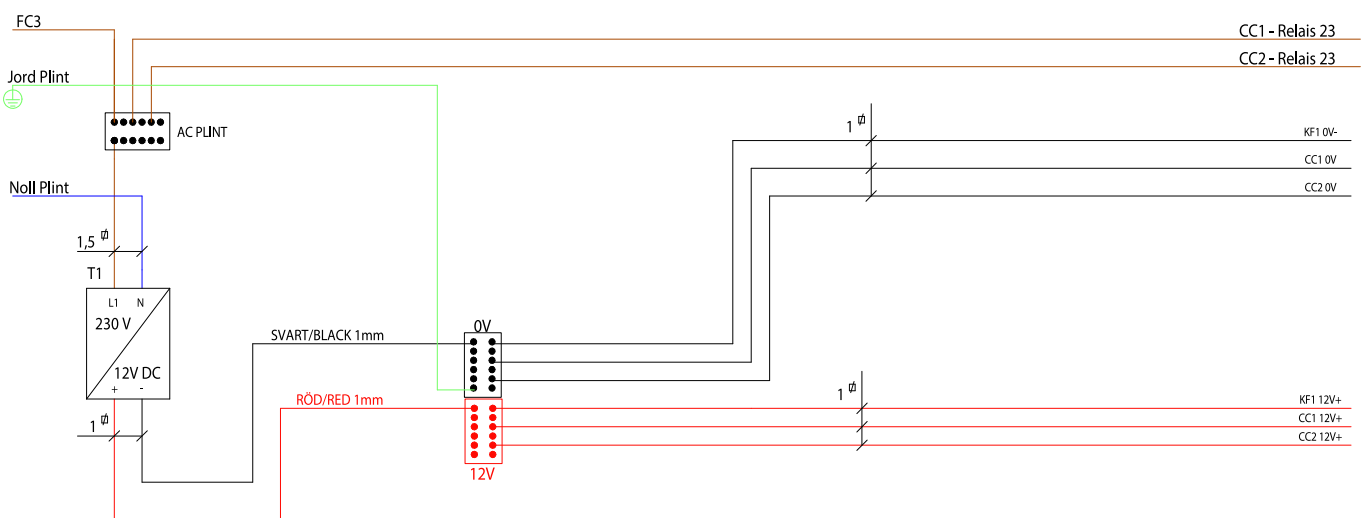 FC3
CC1 - Relais 23
CC2 - Relais 23
Jord Plint
AC PLINT
1 ⌀
KF1 0V-
CC1 0V
CC2 0V
Noll Plint
1,5 ⌀
T1
L1 N
230 V
12V DC
+ -
0V
SVART/BLACK 1mm
RÖD/RED 1mm
1 ⌀
KF1 12V+
CC1 12V+
CC2 12V+
1 ⌀
12V